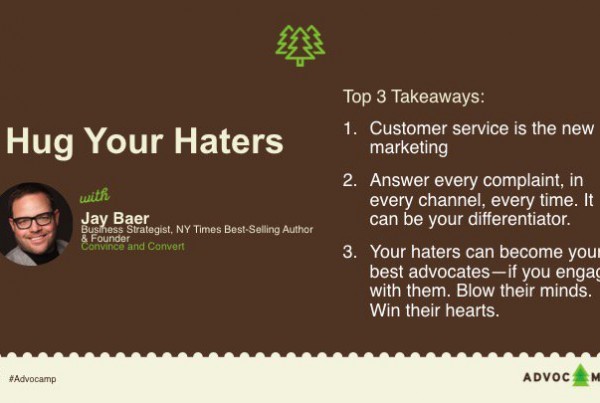 Hug Your Haters
with
Jay Baer
Business Strategist, NY Times Best-Selling Author
& Founder
Convince and Convert
Top 3 Takeaways:
1. Customer service is the new
marketing
2. Answer every complaint, in
every channel, every time. It
can be your differentiator.
3. Your haters can become your
best advocates—if you engag
with them. Blow their minds.
Win their hearts.
#Advocamp
ADVOC M